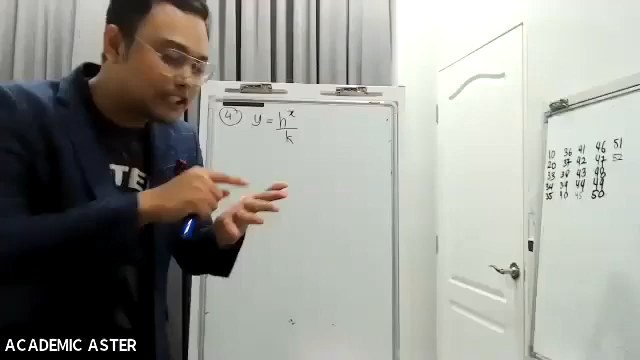 4 y = h^x
k
TE
10 36 41 46 51
20 37 42 47 52
33 38 43 48
34 39 44 49
35 40 45 50
ACADEMIC ASTER